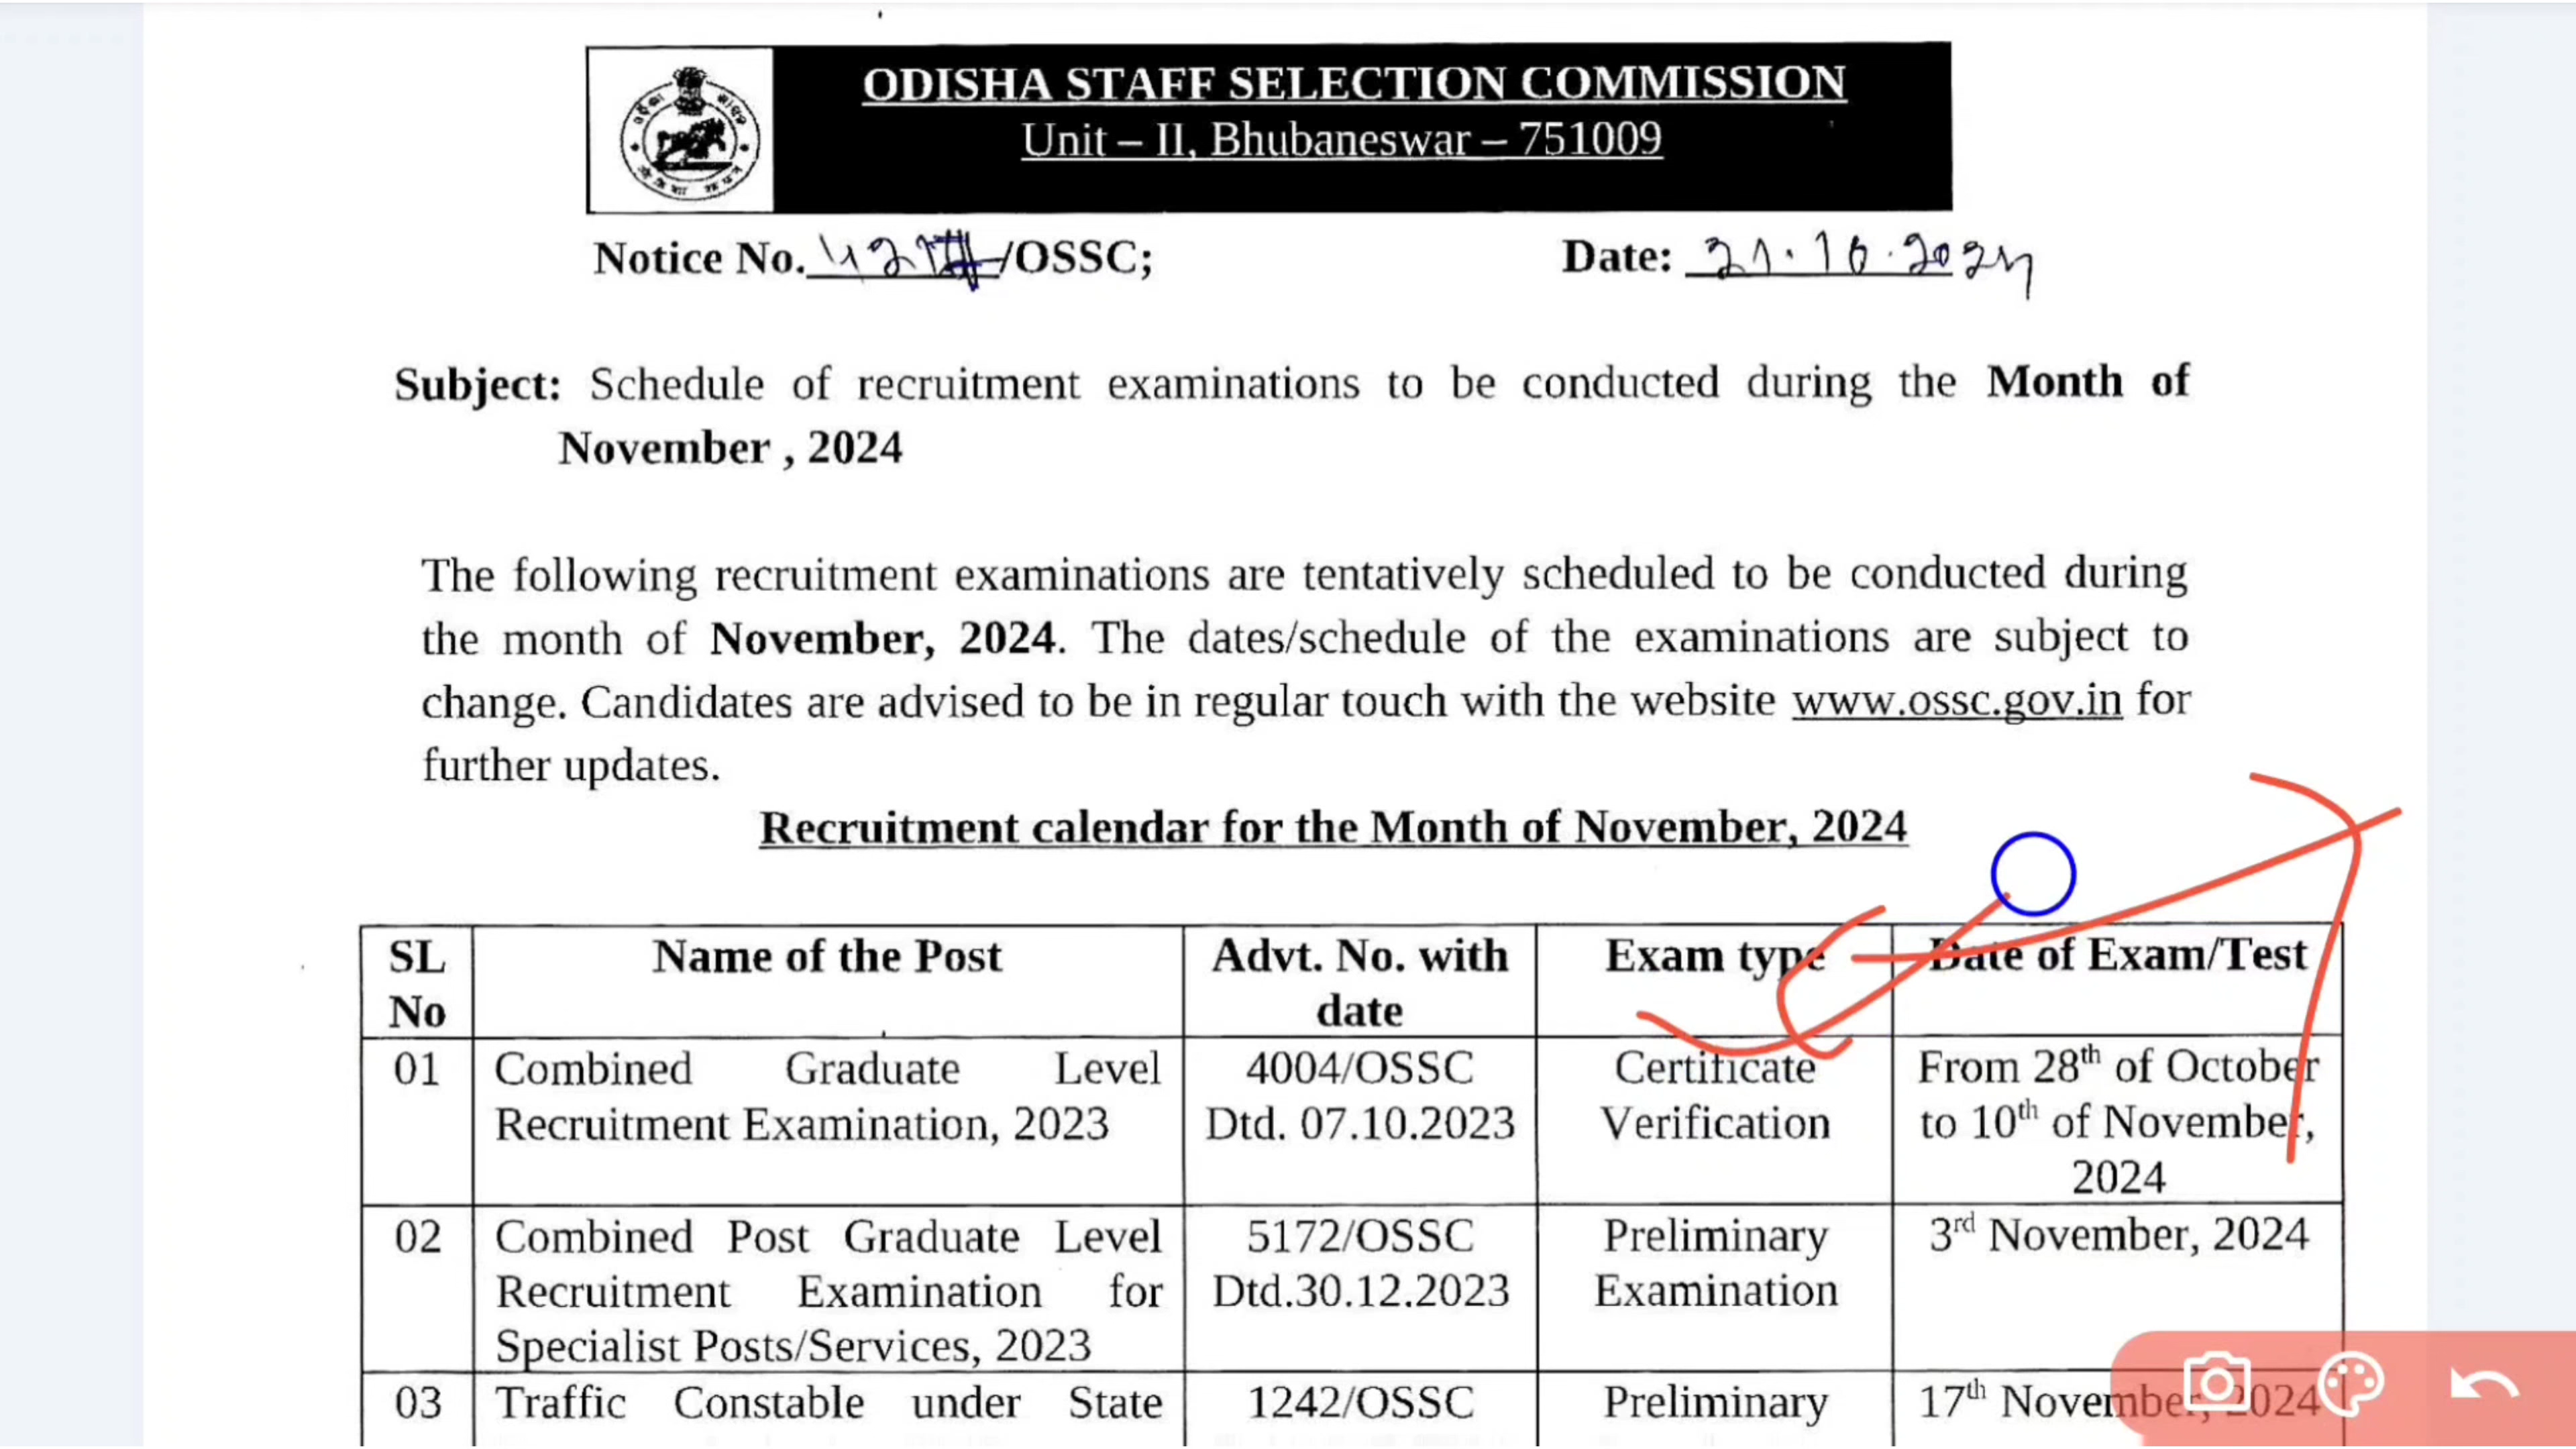 ODISHA STAFF SELECTION COMMISSION
Unit – II, Bhubaneswar – 751009
Notice No. /OSSC;
Date: 21.10.2024
Subject: Schedule of recruitment examinations to be conducted during the Month of
November , 2024
The following recruitment examinations are tentatively scheduled to be conducted during
the month of November, 2024. The dates/schedule of the examinations are subject to
change. Candidates are advised to be in regular touch with the website www.ossc.gov.in for
further updates.
Recruitment calendar for the Month of November, 2024
SL No Name of the Post Advt. No. with date Exam type Date of Exam/Test
01 Combined Graduate Level Recruitment Examination, 2023 4004/OSSC Dtd. 07.10.2023 Certificate Verification From 28th of October to 10th of November, 2024
02 Combined Post Graduate Level Recruitment Examination for Specialist Posts/Services, 2023 5172/OSSC Dtd.30.12.2023 Preliminary Examination 3rd November, 2024
03 Traffic Constable under State 1242/OSSC Preliminary 17th November, 2024